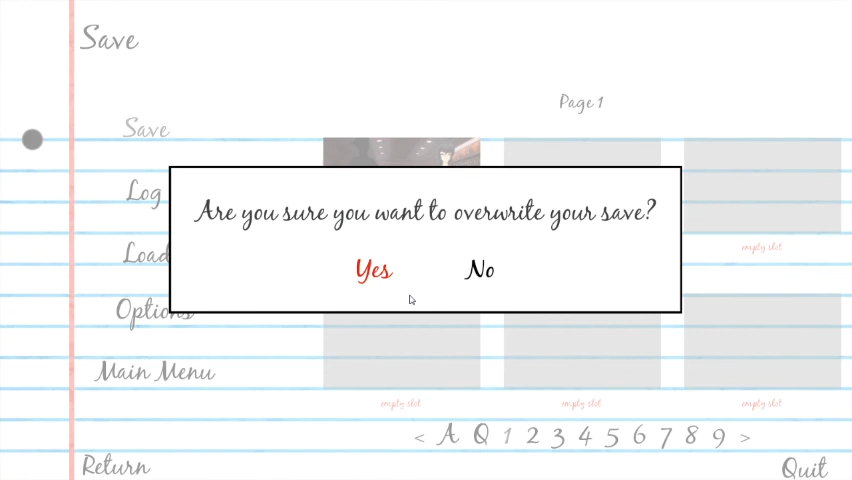 Save
Page 1
Save
Log
Load
Options
Main Menu
Return
Are you sure you want to overwrite your save?
Yes No
empty slot
empty slot empty slot empty slot
< A Q 1 2 3 4 5 6 7 8 9 >
Quit